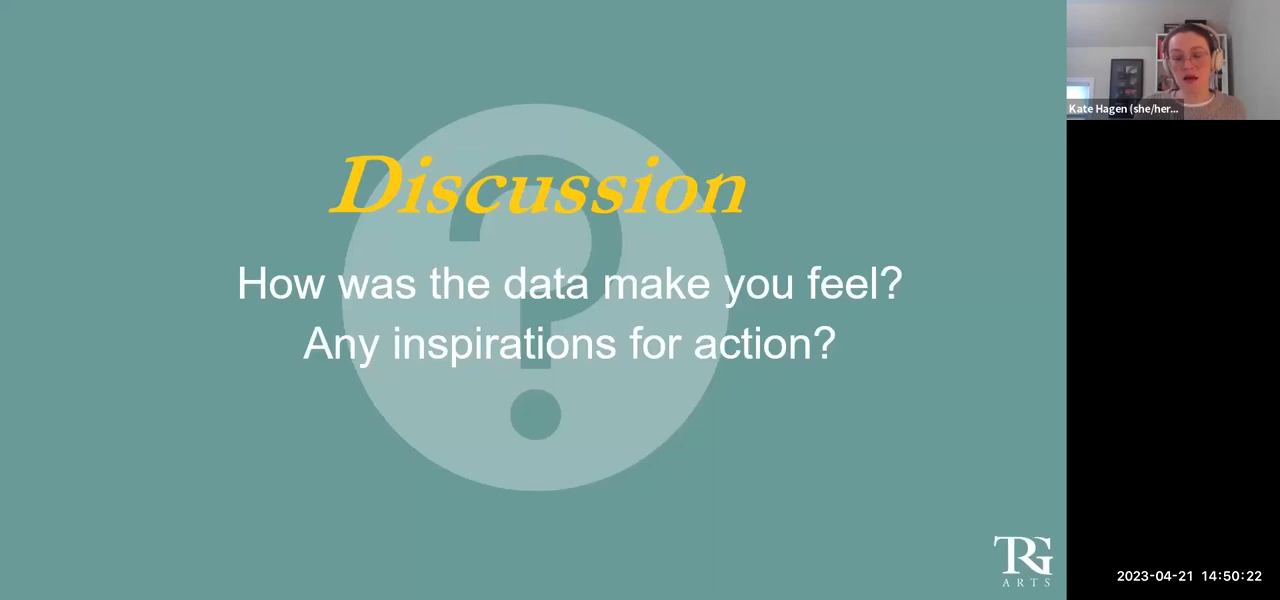 Discussion
How was the data make you feel?
Any inspirations for action?
Kate Hagen (she/her...
TRG
ARTS
2023-04-21 14:50:22